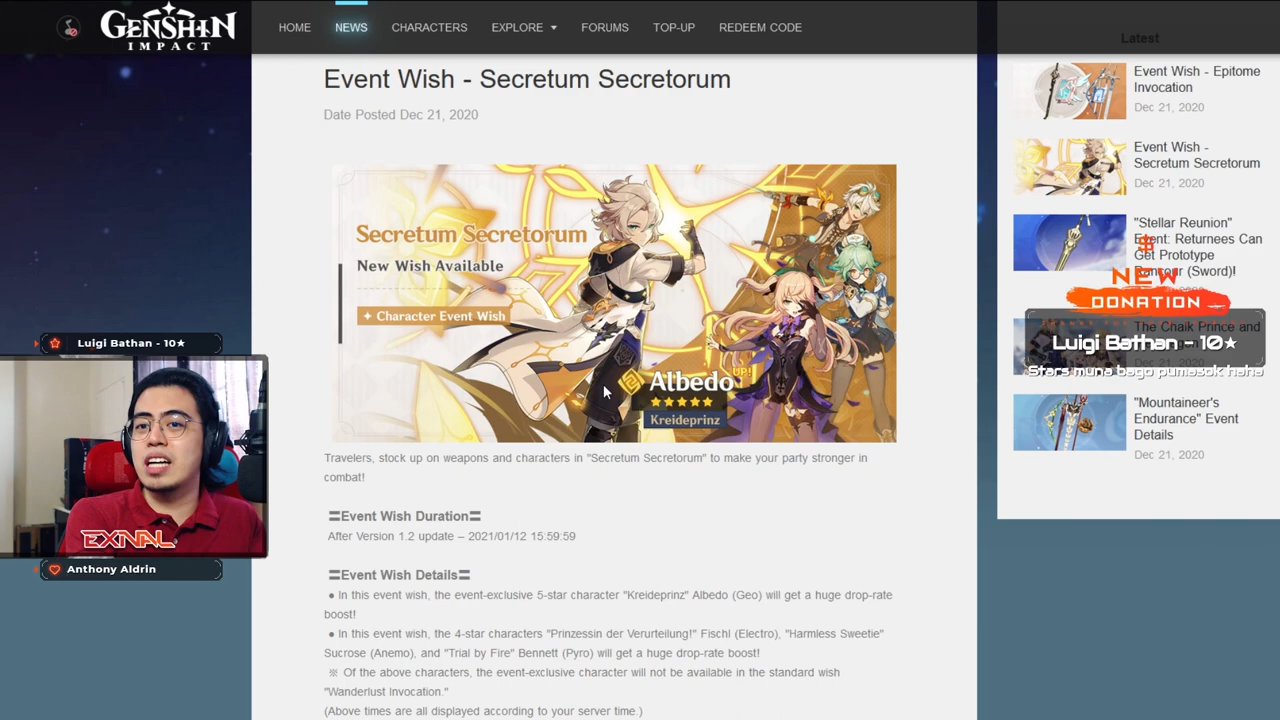 GENSHIN
IMPACT
HOME
NEWS
CHARACTERS
EXPLORE
FORUMS
TOP-UP
REDEEM CODE
Event Wish - Secretum Secretorum
Date Posted Dec 21, 2020
Secretum Secretorum
New Wish Available
✦ Character Event Wish
Albedo UP!
★★★★★
Kreideprinz
Travelers, stock up on weapons and characters in "Secretum Secretorum" to make your party stronger in
combat!
〓Event Wish Duration〓
After Version 1.2 update – 2021/01/12 15:59:59
〓Event Wish Details〓
● In this event wish, the event-exclusive 5-star character "Kreideprinz" Albedo (Geo) will get a huge drop-rate
boost!
● In this event wish, the 4-star characters "Prinzessin der Verurteilung!" Fischl (Electro), "Harmless Sweetie"
Sucrose (Anemo), and "Trial by Fire" Bennett (Pyro) will get a huge drop-rate boost!
※ Of the above characters, the event-exclusive character will not be available in the standard wish
"Wanderlust Invocation."
(Above times are all displayed according to your server time.)
Latest
Event Wish - Epitome
Invocation
Dec 21, 2020
Event Wish -
Secretum Secretorum
Dec 21, 2020
"Stellar Reunion"
Event: Returnees Can
Get Prototype
Rancour (Sword)!
NEW
DONATION
The Chalk Prince and
Luigi Bathan - 10★
Stars muna bago pumasok haha
"Mountaineer's
Endurance" Event
Details
Dec 21, 2020
Luigi Bathan - 10★
EXNAL
Anthony Aldrin